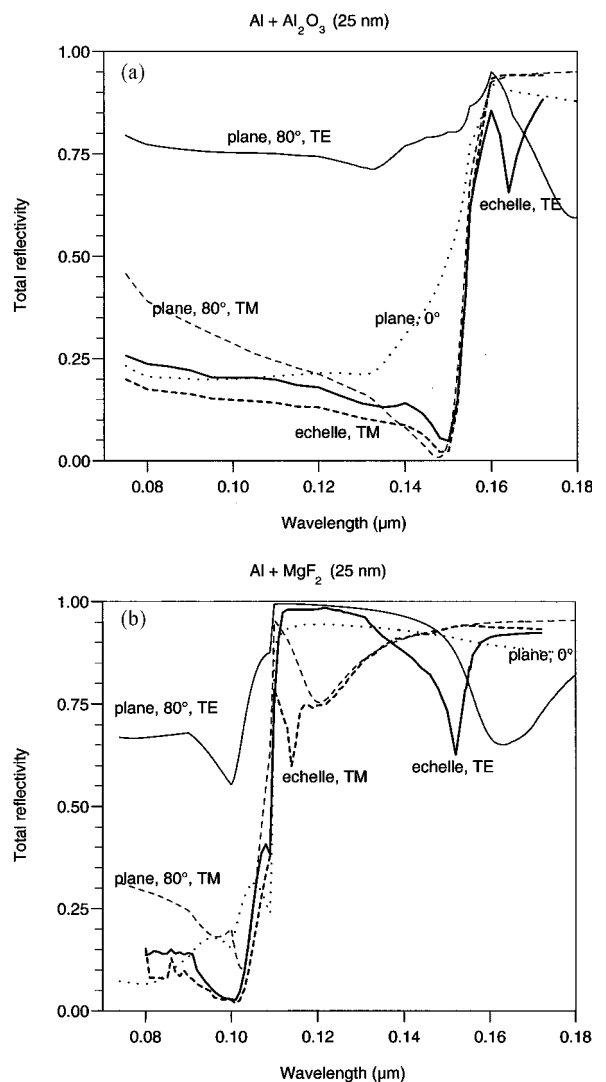 Al + Al2O3 (25 nm)
(a)
1.00
0.75
0.50
0.25
0.00
Total reflectivity
plane, 80°, TE
echelle, TE
plane, 80°, TM
plane, 0°
echelle, TM
0.08 0.10 0.12 0.14 0.16 0.18
Wavelength (μm)
Al + MgF2 (25 nm)
(b)
1.00
0.75
0.50
0.25
0.00
Total reflectivity
plane, 0°
plane, 80°, TE
echelle, TM
echelle, TE
plane, 80°, TM
0.08 0.10 0.12 0.14 0.16 0.18
Wavelength (μm)